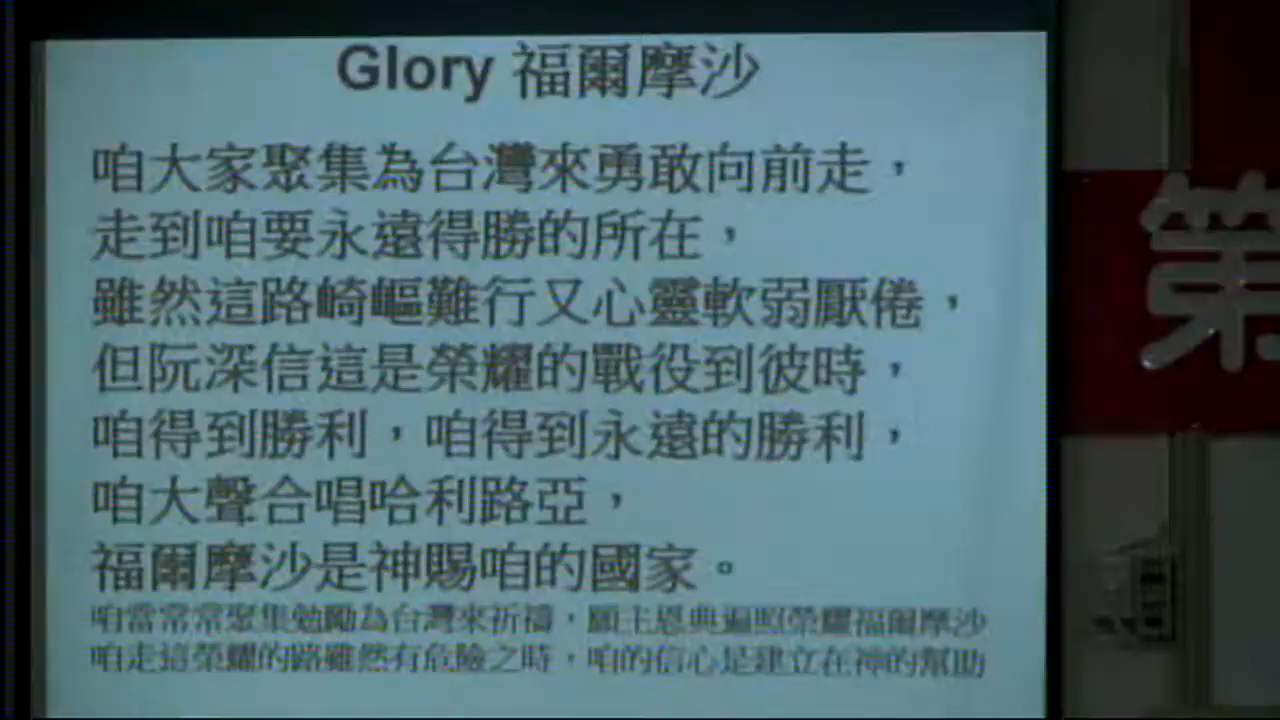 Glory 福爾摩沙
咱大家聚集為台灣來勇敢向前走，
走到咱要永遠得勝的所在，
雖然這路崎嶇難行又心靈軟弱厭倦，
但阮深信這是榮耀的戰役到彼時，
咱得到勝利，咱得到永遠的勝利，
咱大聲合唱哈利路亞，
福爾摩沙是神賜咱的國家。
咱當常常聚集勉勵為台灣來祈禱，願主恩典遍照榮耀福爾摩沙
咱走這榮耀的路雖然有危險之時，咱的信心是建立在神的幫助
第